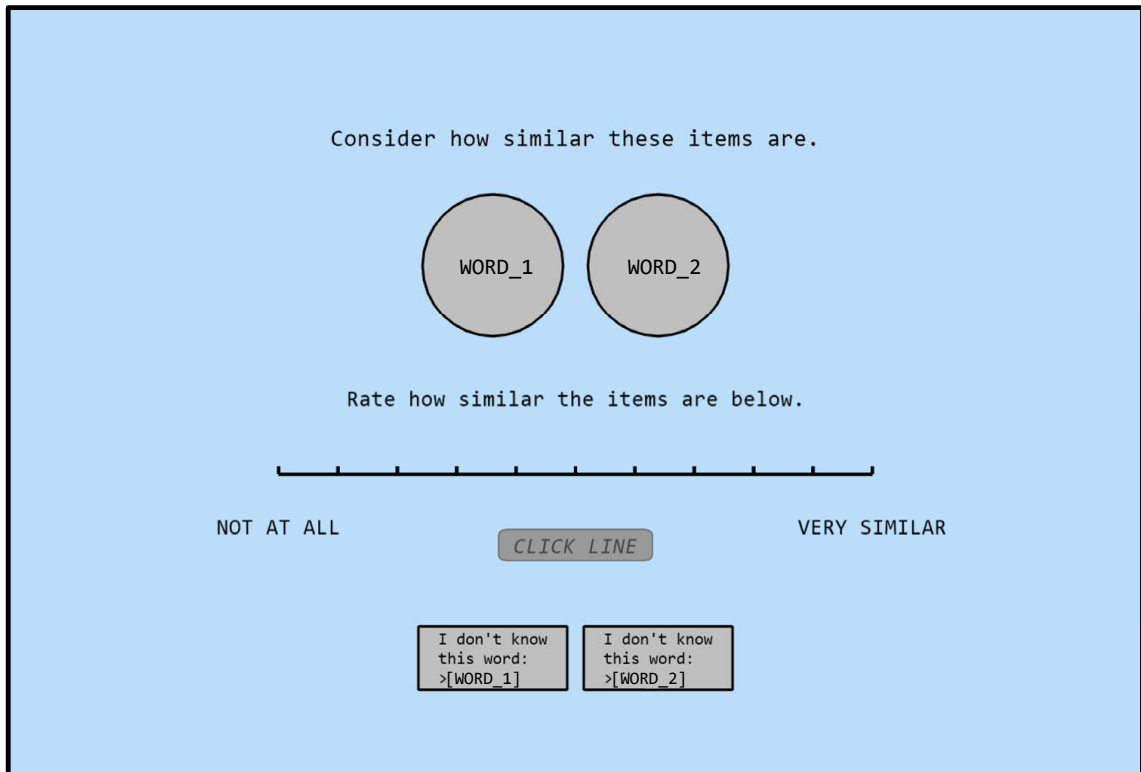 Consider how similar these items are.
WORD_1 WORD_2
Rate how similar the items are below.
NOT AT ALL VERY SIMILAR
CLICK LINE
I don't know
this word:
>[WORD_1]
I don't know
this word:
>[WORD_2]